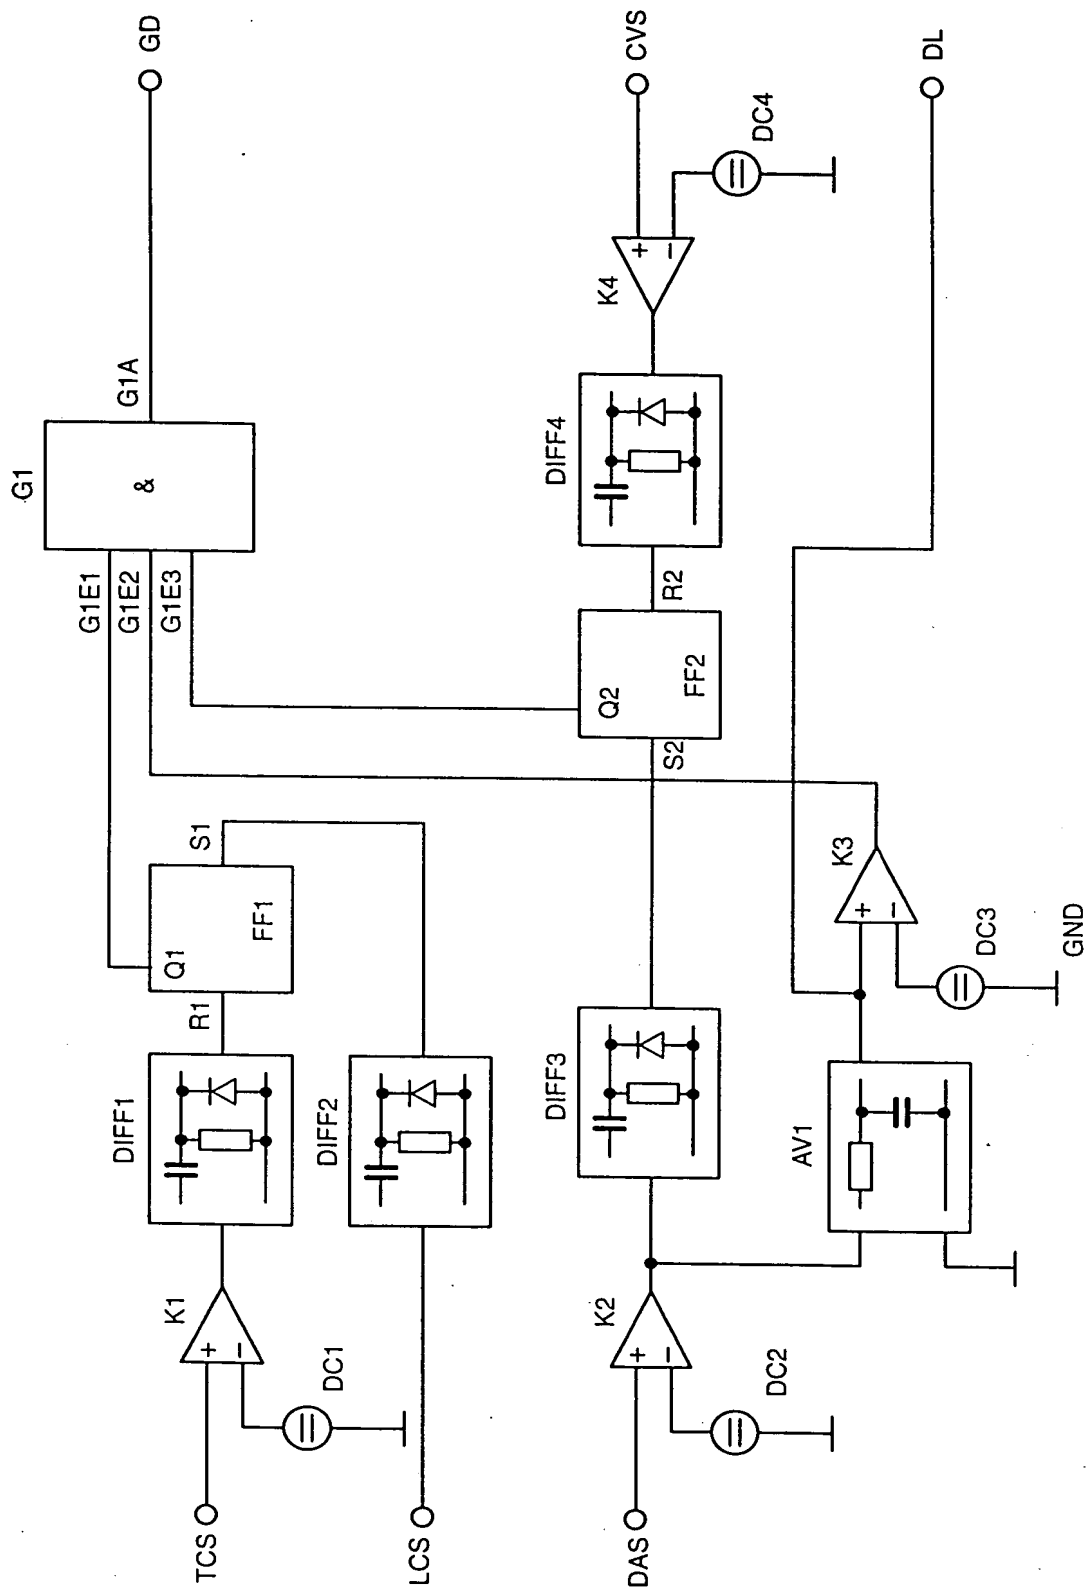 G1
&
G1E1
G1E2
G1E3
G1A
GD
TCS
K1
+
−
DC1
DIFF1
R1
Q1
FF1
S1
LCS
DIFF2
DAS
K2
+
−
DC2
DIFF3
S2
Q2
FF2
R2
DIFF4
K4
+
−
CVS
DC4
AV1
K3
+
−
DC3
GND
DL